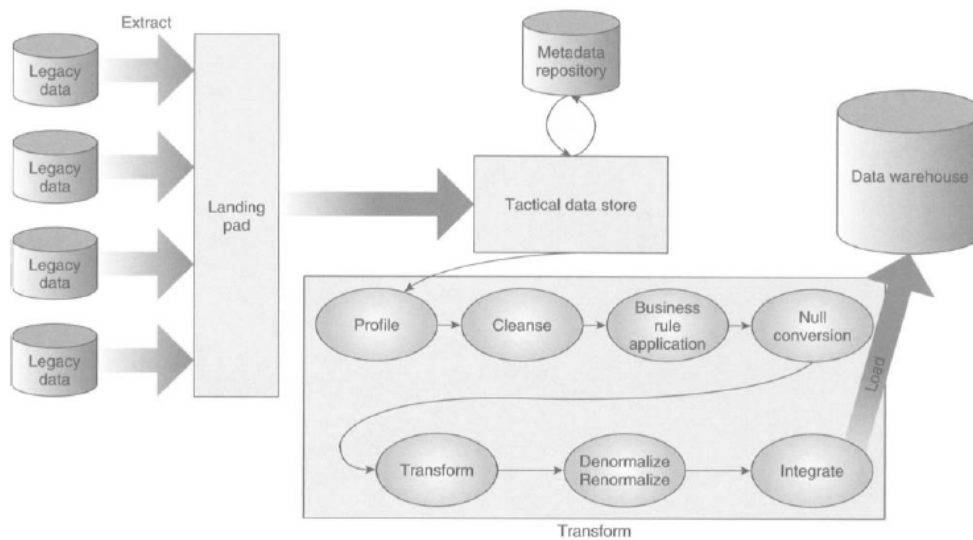 Extract
Legacy
data
Legacy
data
Legacy
data
Legacy
data
Landing
pad
Metadata
repository
Tactical data store
Data warehouse
Profile
Cleanse
Business
rule
application
Null
conversion
Load
Transform
Denormalize
Renormalize
Integrate
Transform